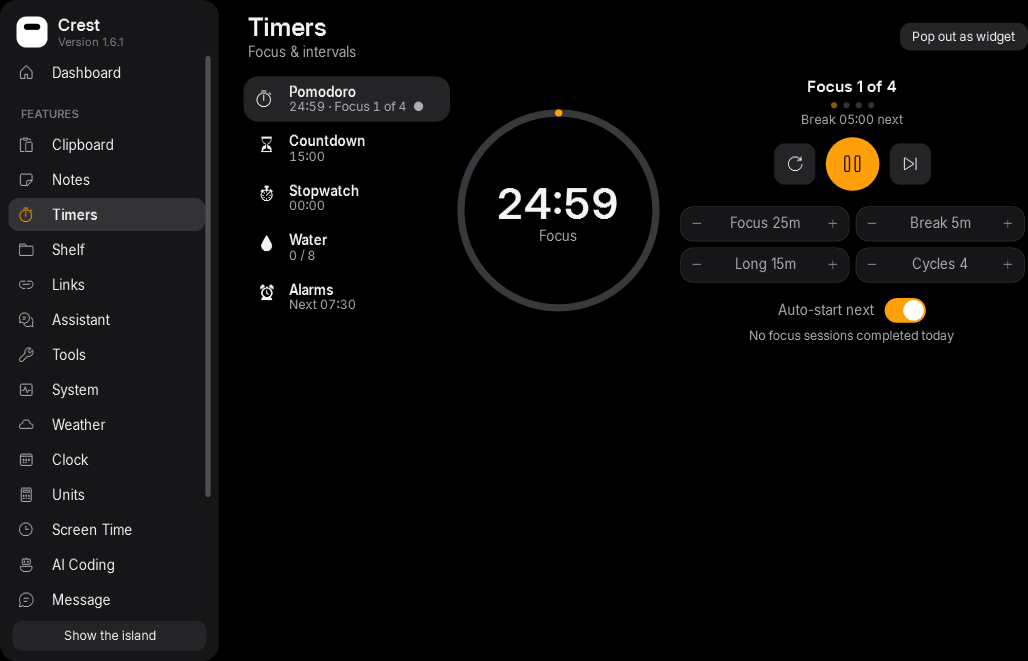 Crest
Version 1.6.1
Dashboard
FEATURES
Clipboard
Notes
Timers
Shelf
Links
Assistant
Tools
System
Weather
Clock
Units
Screen Time
AI Coding
Message
Show the island
Timers
Focus & intervals
Pop out as widget
Pomodoro
24:59 · Focus 1 of 4
Countdown
15:00
Stopwatch
00:00
Water
0 / 8
Alarms
Next 07:30
24:59
Focus
Focus 1 of 4
Break 05:00 next
− Focus 25m +
− Break 5m +
− Long 15m +
− Cycles 4 +
Auto-start next
No focus sessions completed today